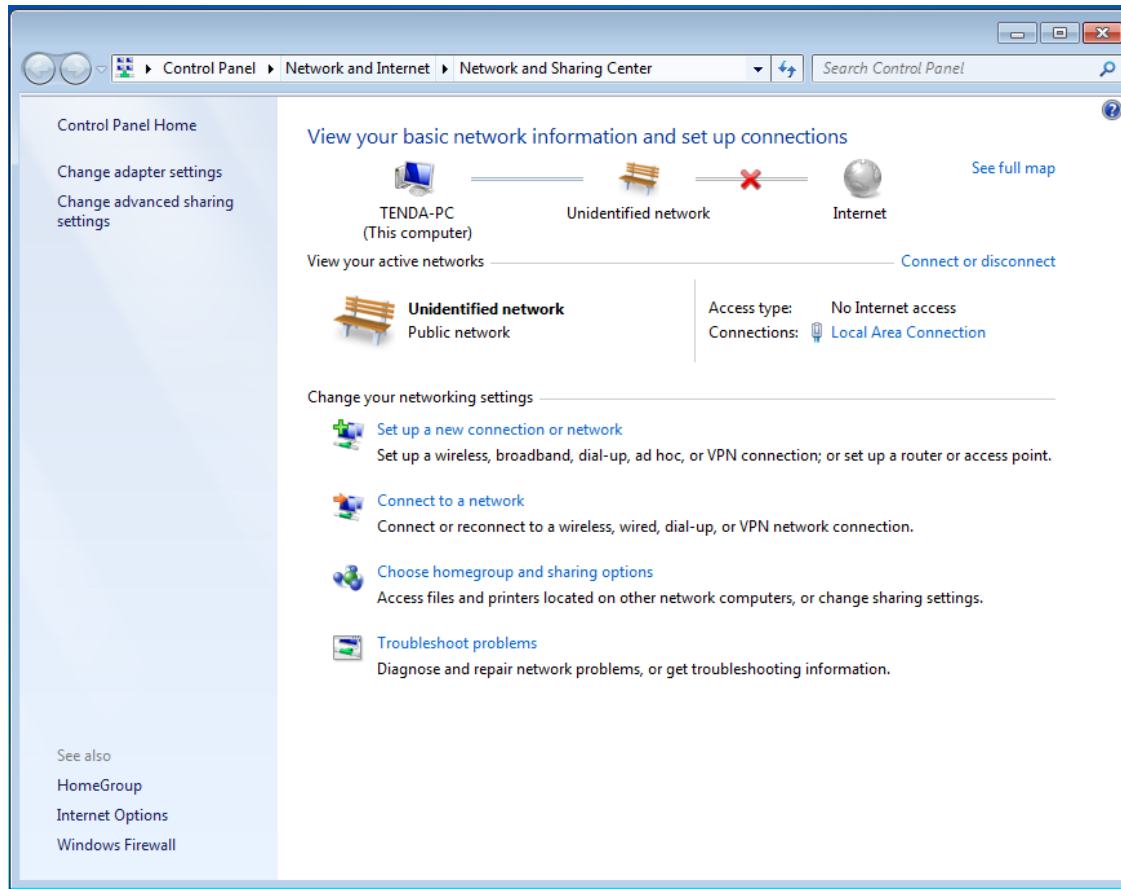 Control Panel Network and Internet Network and Sharing Center Search Control Panel
Control Panel Home
Change adapter settings
Change advanced sharing
settings
See also
HomeGroup
Internet Options
Windows Firewall
View your basic network information and set up connections
See full map
TENDA-PC
(This computer)
Unidentified network
Internet
View your active networks
Connect or disconnect
Unidentified network
Public network
Access type: No Internet access
Connections: Local Area Connection
Change your networking settings
Set up a new connection or network
Set up a wireless, broadband, dial-up, ad hoc, or VPN connection; or set up a router or access point.
Connect to a network
Connect or reconnect to a wireless, wired, dial-up, or VPN network connection.
Choose homegroup and sharing options
Access files and printers located on other network computers, or change sharing settings.
Troubleshoot problems
Diagnose and repair network problems, or get troubleshooting information.